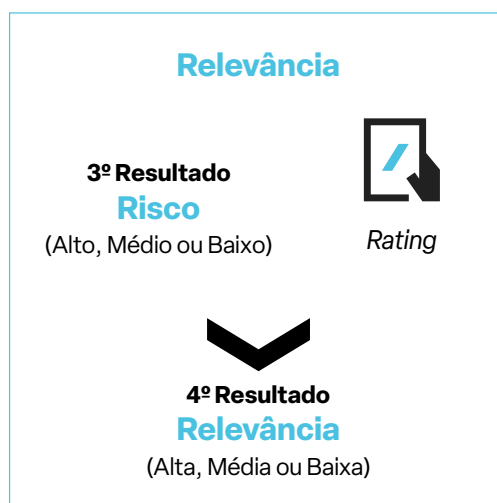 Relevância
3º Resultado
Risco
(Alto, Médio ou Baixo)
Rating
4º Resultado
Relevância
(Alta, Média ou Baixa)